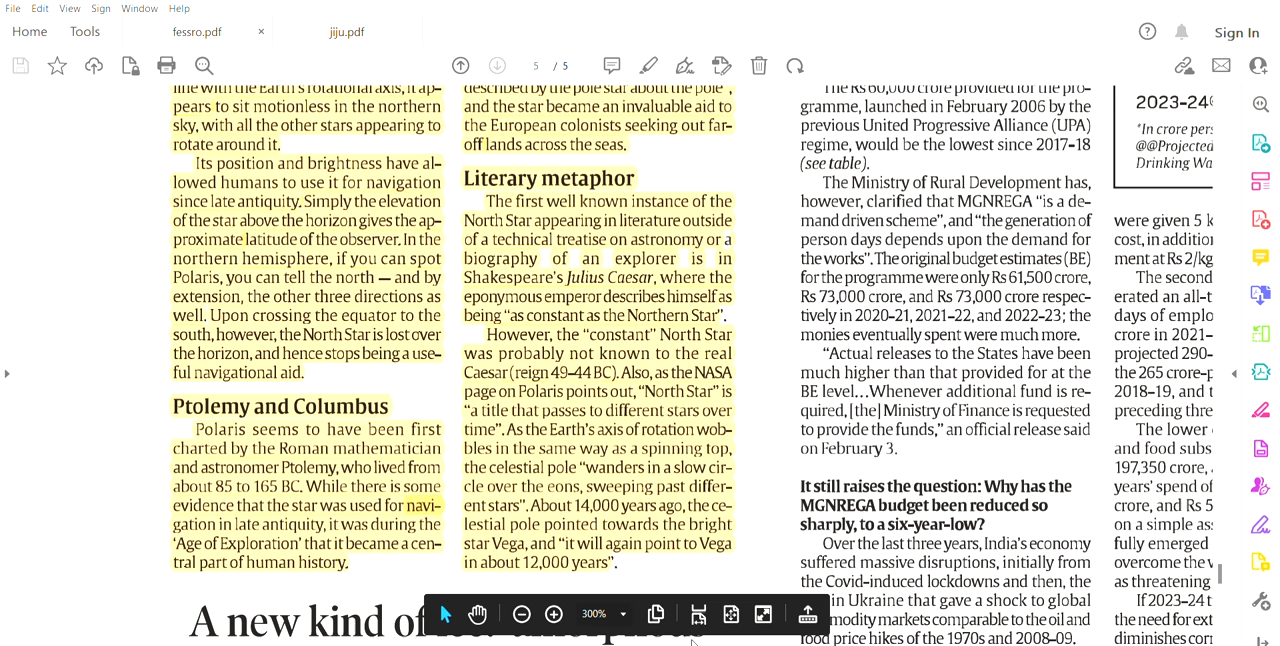 File Edit View Sign Window Help
Home Tools fessro.pdf × jiju.pdf Sign In
5 / 5
line with the Earth's rotational axis, it ap-
pears to sit motionless in the northern
sky, with all the other stars appearing to
rotate around it.
Its position and brightness have al-
lowed humans to use it for navigation
since late antiquity. Simply the elevation
of the star above the horizon gives the ap-
proximate latitude of the observer. In the
northern hemisphere, if you can spot
Polaris, you can tell the north — and by
extension, the other three directions as
well. Upon crossing the equator to the
south, however, the North Star is lost over
the horizon, and hence stops being a use-
ful navigational aid.
Ptolemy and Columbus
Polaris seems to have been first
charted by the Roman mathematician
and astronomer Ptolemy, who lived from
about 85 to 165 BC. While there is some
evidence that the star was used for navi-
gation in late antiquity, it was during the
'Age of Exploration' that it became a cen-
tral part of human history.
described by the pole star about the pole",
and the star became an invaluable aid to
the European colonists seeking out far-
off lands across the seas.
Literary metaphor
The first well known instance of the
North Star appearing in literature outside
of a technical treatise on astronomy or a
biography of an explorer is in
Shakespeare's Julius Caesar, where the
eponymous emperor describes himself as
being "as constant as the Northern Star".
However, the "constant" North Star
was probably not known to the real
Caesar (reign 49-44 BC). Also, as the NASA
page on Polaris points out, "North Star" is
"a title that passes to different stars over
time". As the Earth's axis of rotation wob-
bles in the same way as a spinning top,
the celestial pole "wanders in a slow cir-
cle over the eons, sweeping past differ-
ent stars". About 14,000 years ago, the ce-
lestial pole pointed towards the bright
star Vega, and "it will again point to Vega
in about 12,000 years".
A new kind of
The Rs 60,000 crore provided for the pro-
gramme, launched in February 2006 by the
previous United Progressive Alliance (UPA)
regime, would be the lowest since 2017-18
(see table).
The Ministry of Rural Development has,
however, clarified that MGNREGA "is a de-
mand driven scheme", and "the generation of
person days depends upon the demand for
the works". The original budget estimates (BE)
for the programme were only Rs 61,500 crore,
Rs 73,000 crore, and Rs 73,000 crore respec-
tively in 2020-21, 2021-22, and 2022-23; the
monies eventually spent were much more.
"Actual releases to the States have been
much higher than that provided for at the
BE level...Whenever additional fund is re-
quired, [the] Ministry of Finance is requested
to provide the funds," an official release said
on February 3.
It still raises the question: Why has the
MGNREGA budget been reduced so
sharply, to a six-year-low?
Over the last three years, India's economy
suffered massive disruptions, initially from
the Covid-induced lockdowns and then, the
in Ukraine that gave a shock to global
modity markets comparable to the oil and
food price hikes of the 1970s and 2008-09.
2023-24
*In crore pers
@@Projected
Drinking Wa
were given 5 k
cost, in addition
ment at Rs 2/kg
The second
erated an all-t
days of emplo
crore in 2021-
projected 290-
the 265 crore-p
2018-19, and t
preceding thre
The lower
and food subs
197,350 crore,
years' spend of
crore, and Rs 5
on a simple ass
fully emerged
overcome the v
as threatening
If 2023-24 t
the need for ext
diminishes corr
300%